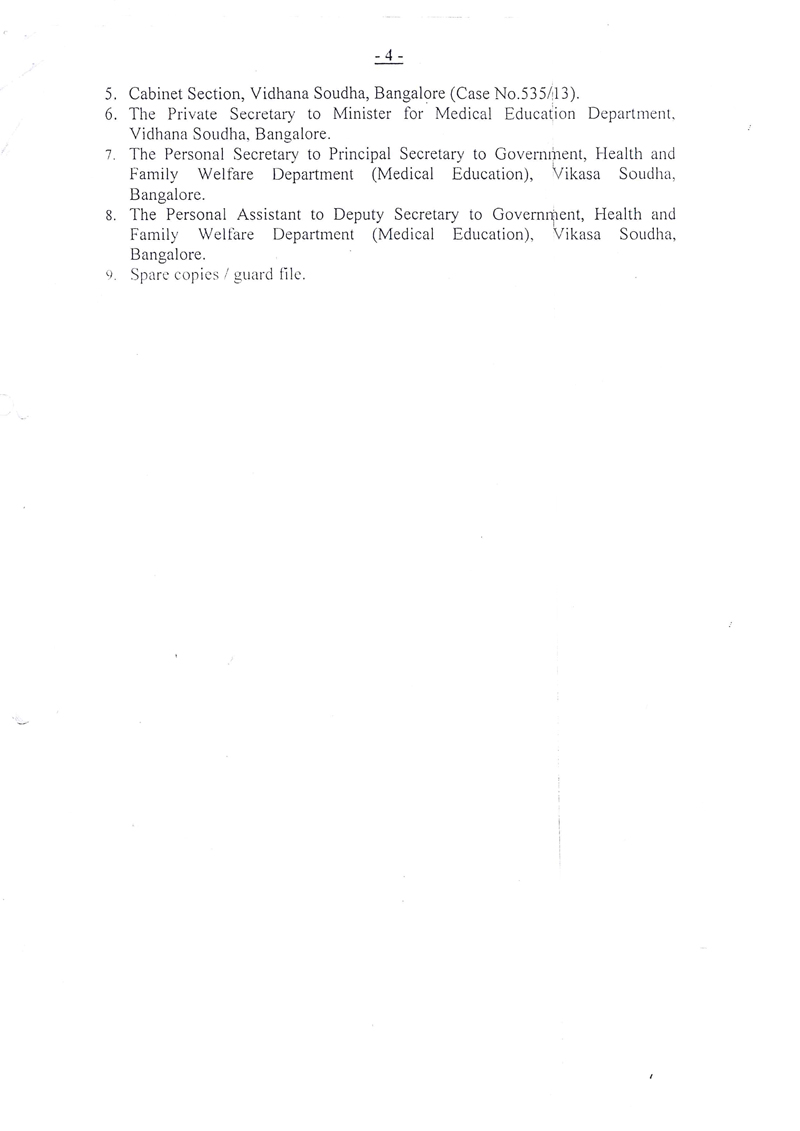 - 4 -
5. Cabinet Section, Vidhana Soudha, Bangalore (Case No.535/13).
6. The Private Secretary to Minister for Medical Education Department,
Vidhana Soudha, Bangalore.
7. The Personal Secretary to Principal Secretary to Government, Health and
Family Welfare Department (Medical Education), Vikasa Soudha,
Bangalore.
8. The Personal Assistant to Deputy Secretary to Government, Health and
Family Welfare Department (Medical Education), Vikasa Soudha,
Bangalore.
9. Spare copies / guard file.